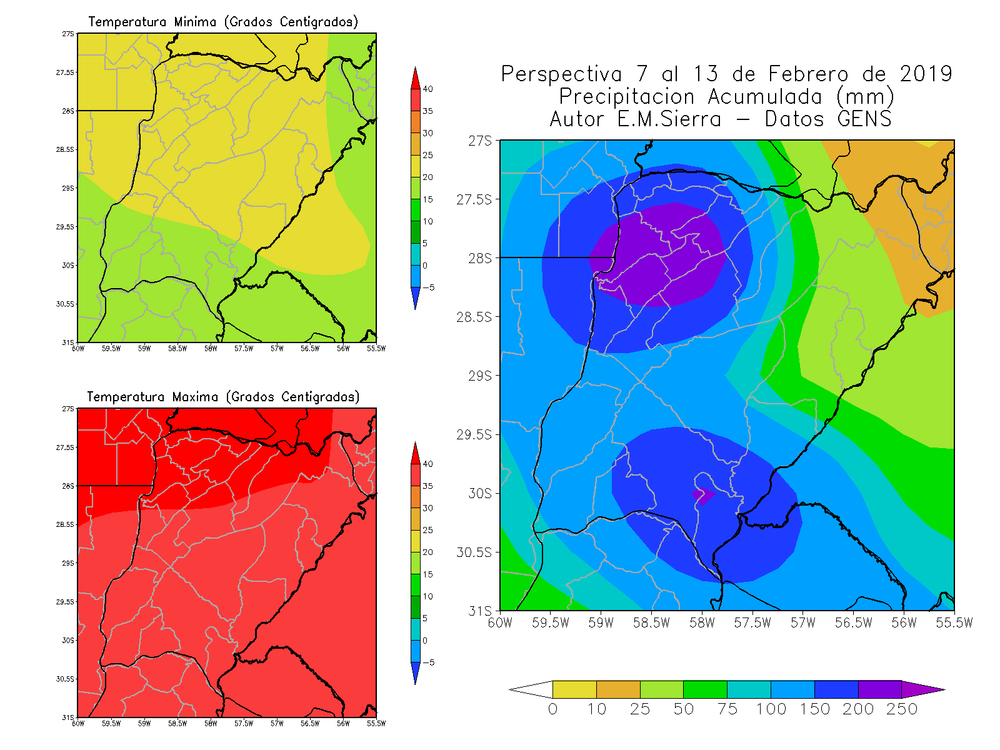 Temperatura Minima (Grados Centigrados)
27S
27.5S
28S
28.5S
29S
29.5S
30S
30.5S
31S
60W 59.5W 59W 58.5W 58W 57.5W 57W 56.5W 56W 55.5W
40
35
30
25
20
15
10
5
0
-5
Perspectiva 7 al 13 de Febrero de 2019
Precipitacion Acumulada (mm)
Autor E.M.Sierra - Datos GENS
27S
27.5S
28S
28.5S
29S
29.5S
30S
30.5S
31S
60W 59.5W 59W 58.5W 58W 57.5W 57W 56.5W 56W 55.5W
0 10 25 50 75 100 150 200 250
Temperatura Maxima (Grados Centigradas)
27S
27.5S
28S
28.5S
29S
29.5S
30S
30.5S
31S
60W 59.5W 59W 58.5W 58W 57.5W 57W 56.5W 56W 55.5W
40
35
30
25
20
15
10
5
0
-5